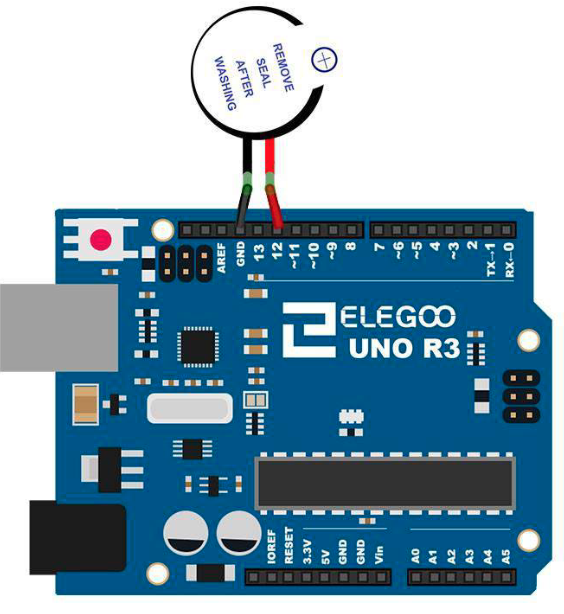 REMOVE
SEAL
AFTER
WASHING
AREF
GND
13
12
~11
~10
~9
8
7
~6
~5
4
~3
2
TX→1
RX←0
ELEGOO
UNO R3
IOREF
RESET
3.3V
5V
GND
GND
Vin
A0
A1
A2
A3
A4
A5